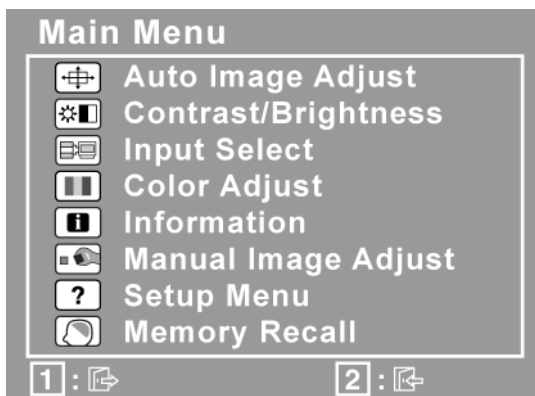 Main Menu
Auto Image Adjust
Contrast/Brightness
Input Select
Color Adjust
i Information
Manual Image Adjust
? Setup Menu
Memory Recall
1 : 2 :